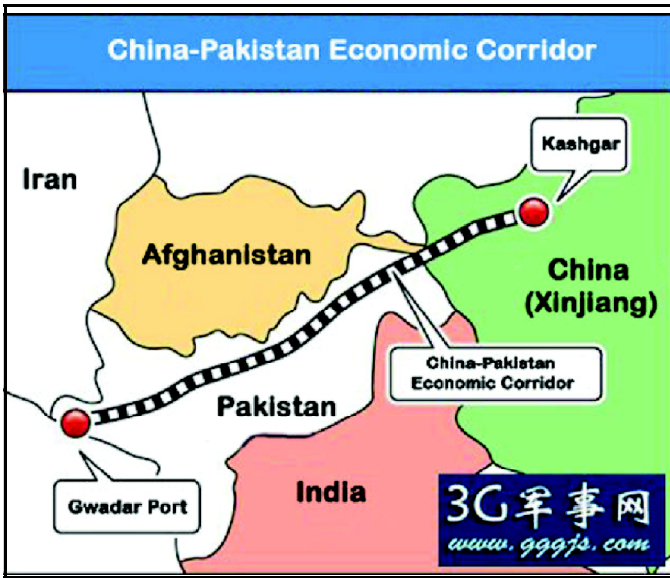 China-Pakistan Economic Corridor
Kashgar
Iran
Afghanistan
China
(Xinjiang)
China-Pakistan
Economic Corridor
Pakistan
Gwadar Port
India
3G军事网
www.gggjs.com